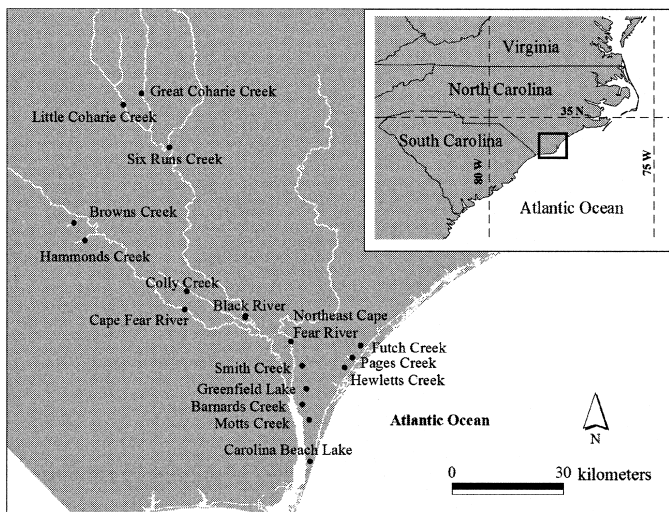 Virginia
North Carolina
35 N
South Carolina
80 W
75 W
Atlantic Ocean
Great Coharie Creek
Little Coharie Creek
Six Runs Creek
Browns Creek
Hammonds Creek
Colly Creek
Black River
Cape Fear River
Northeast Cape
Fear River
Futch Creek
Smith Creek
Pages Creek
Hewletts Creek
Greenfield Lake
Barnards Creek
Motts Creek
Atlantic Ocean
Carolina Beach Lake
N
0 30 kilometers